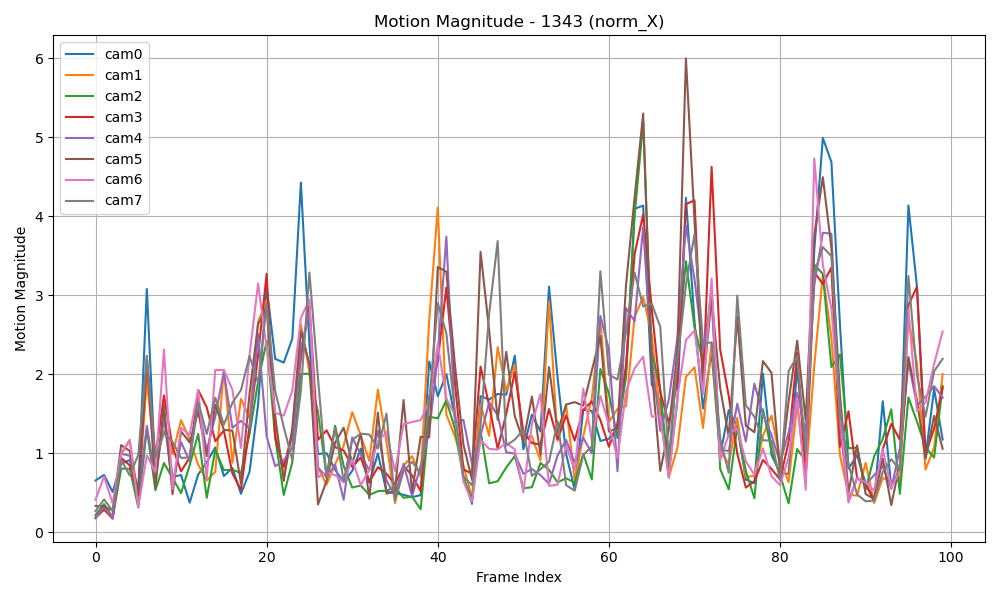 Motion Magnitude - 1343 (norm_X)
cam0
cam1
cam2
cam3
cam4
cam5
cam6
cam7
Motion Magnitude
6
5
4
3
2
1
0
0 20 40 60 80 100
Frame Index